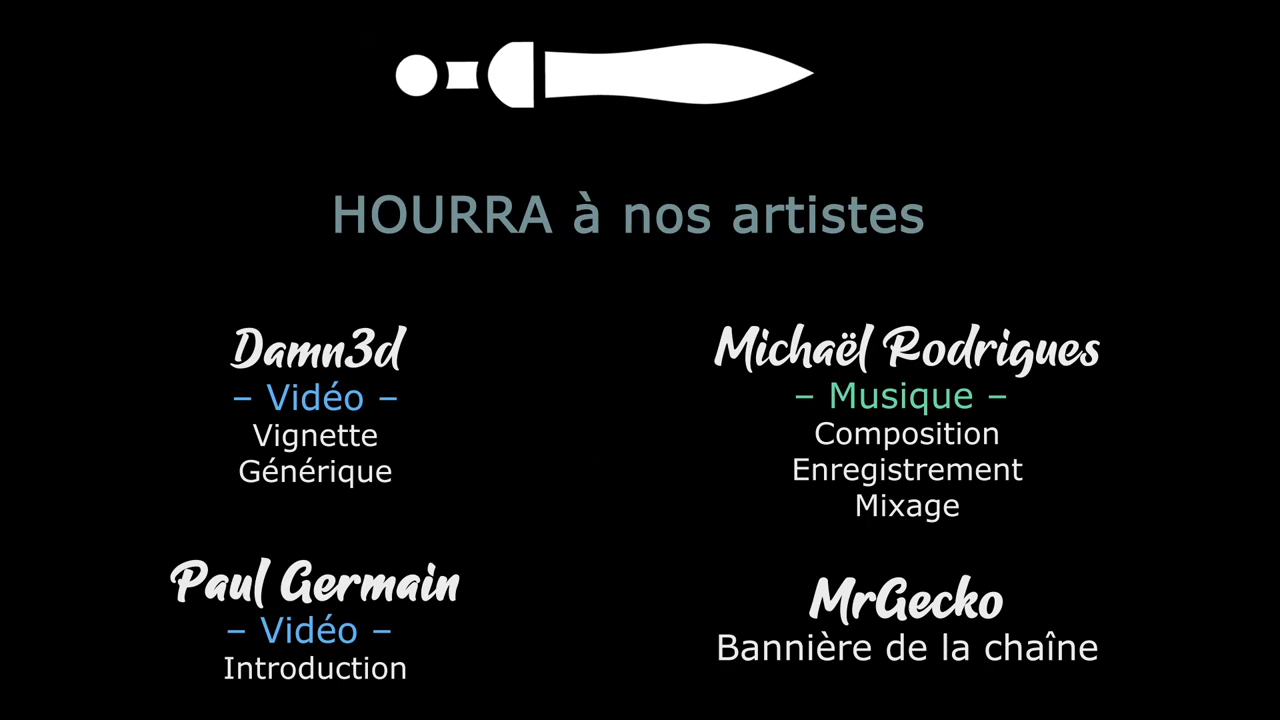 HOURRA à nos artistes
Damn3d
– Vidéo –
Vignette
Générique
Michaël Rodrigues
– Musique –
Composition
Enregistrement
Mixage
Paul Germain
– Vidéo –
Introduction
MrGecko
Bannière de la chaîne